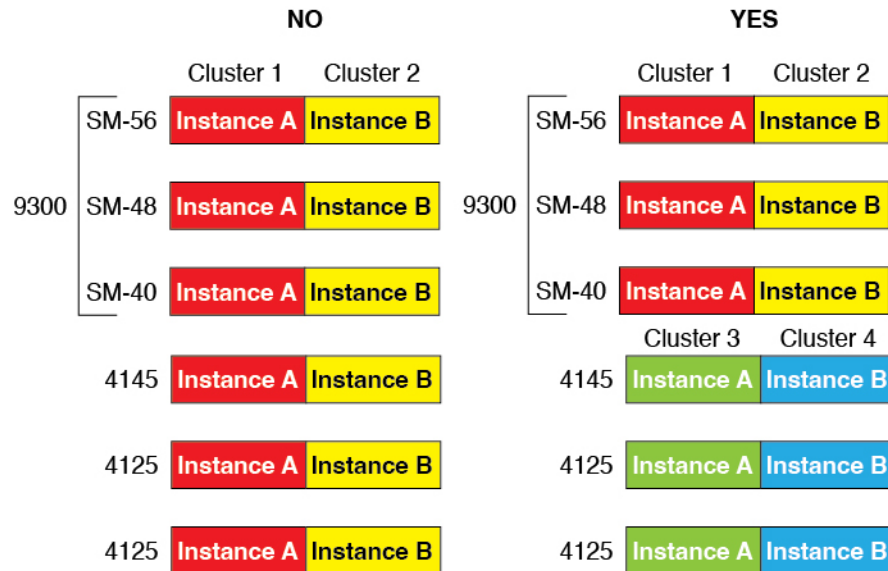 NO YES
Cluster 1 Cluster 2 Cluster 1 Cluster 2
SM-56 Instance A Instance B SM-56 Instance A Instance B
9300 SM-48 Instance A Instance B 9300 SM-48 Instance A Instance B
SM-40 Instance A Instance B SM-40 Instance A Instance B
Cluster 3 Cluster 4
4145 Instance A Instance B 4145 Instance A Instance B
4125 Instance A Instance B 4125 Instance A Instance B
4125 Instance A Instance B 4125 Instance A Instance B